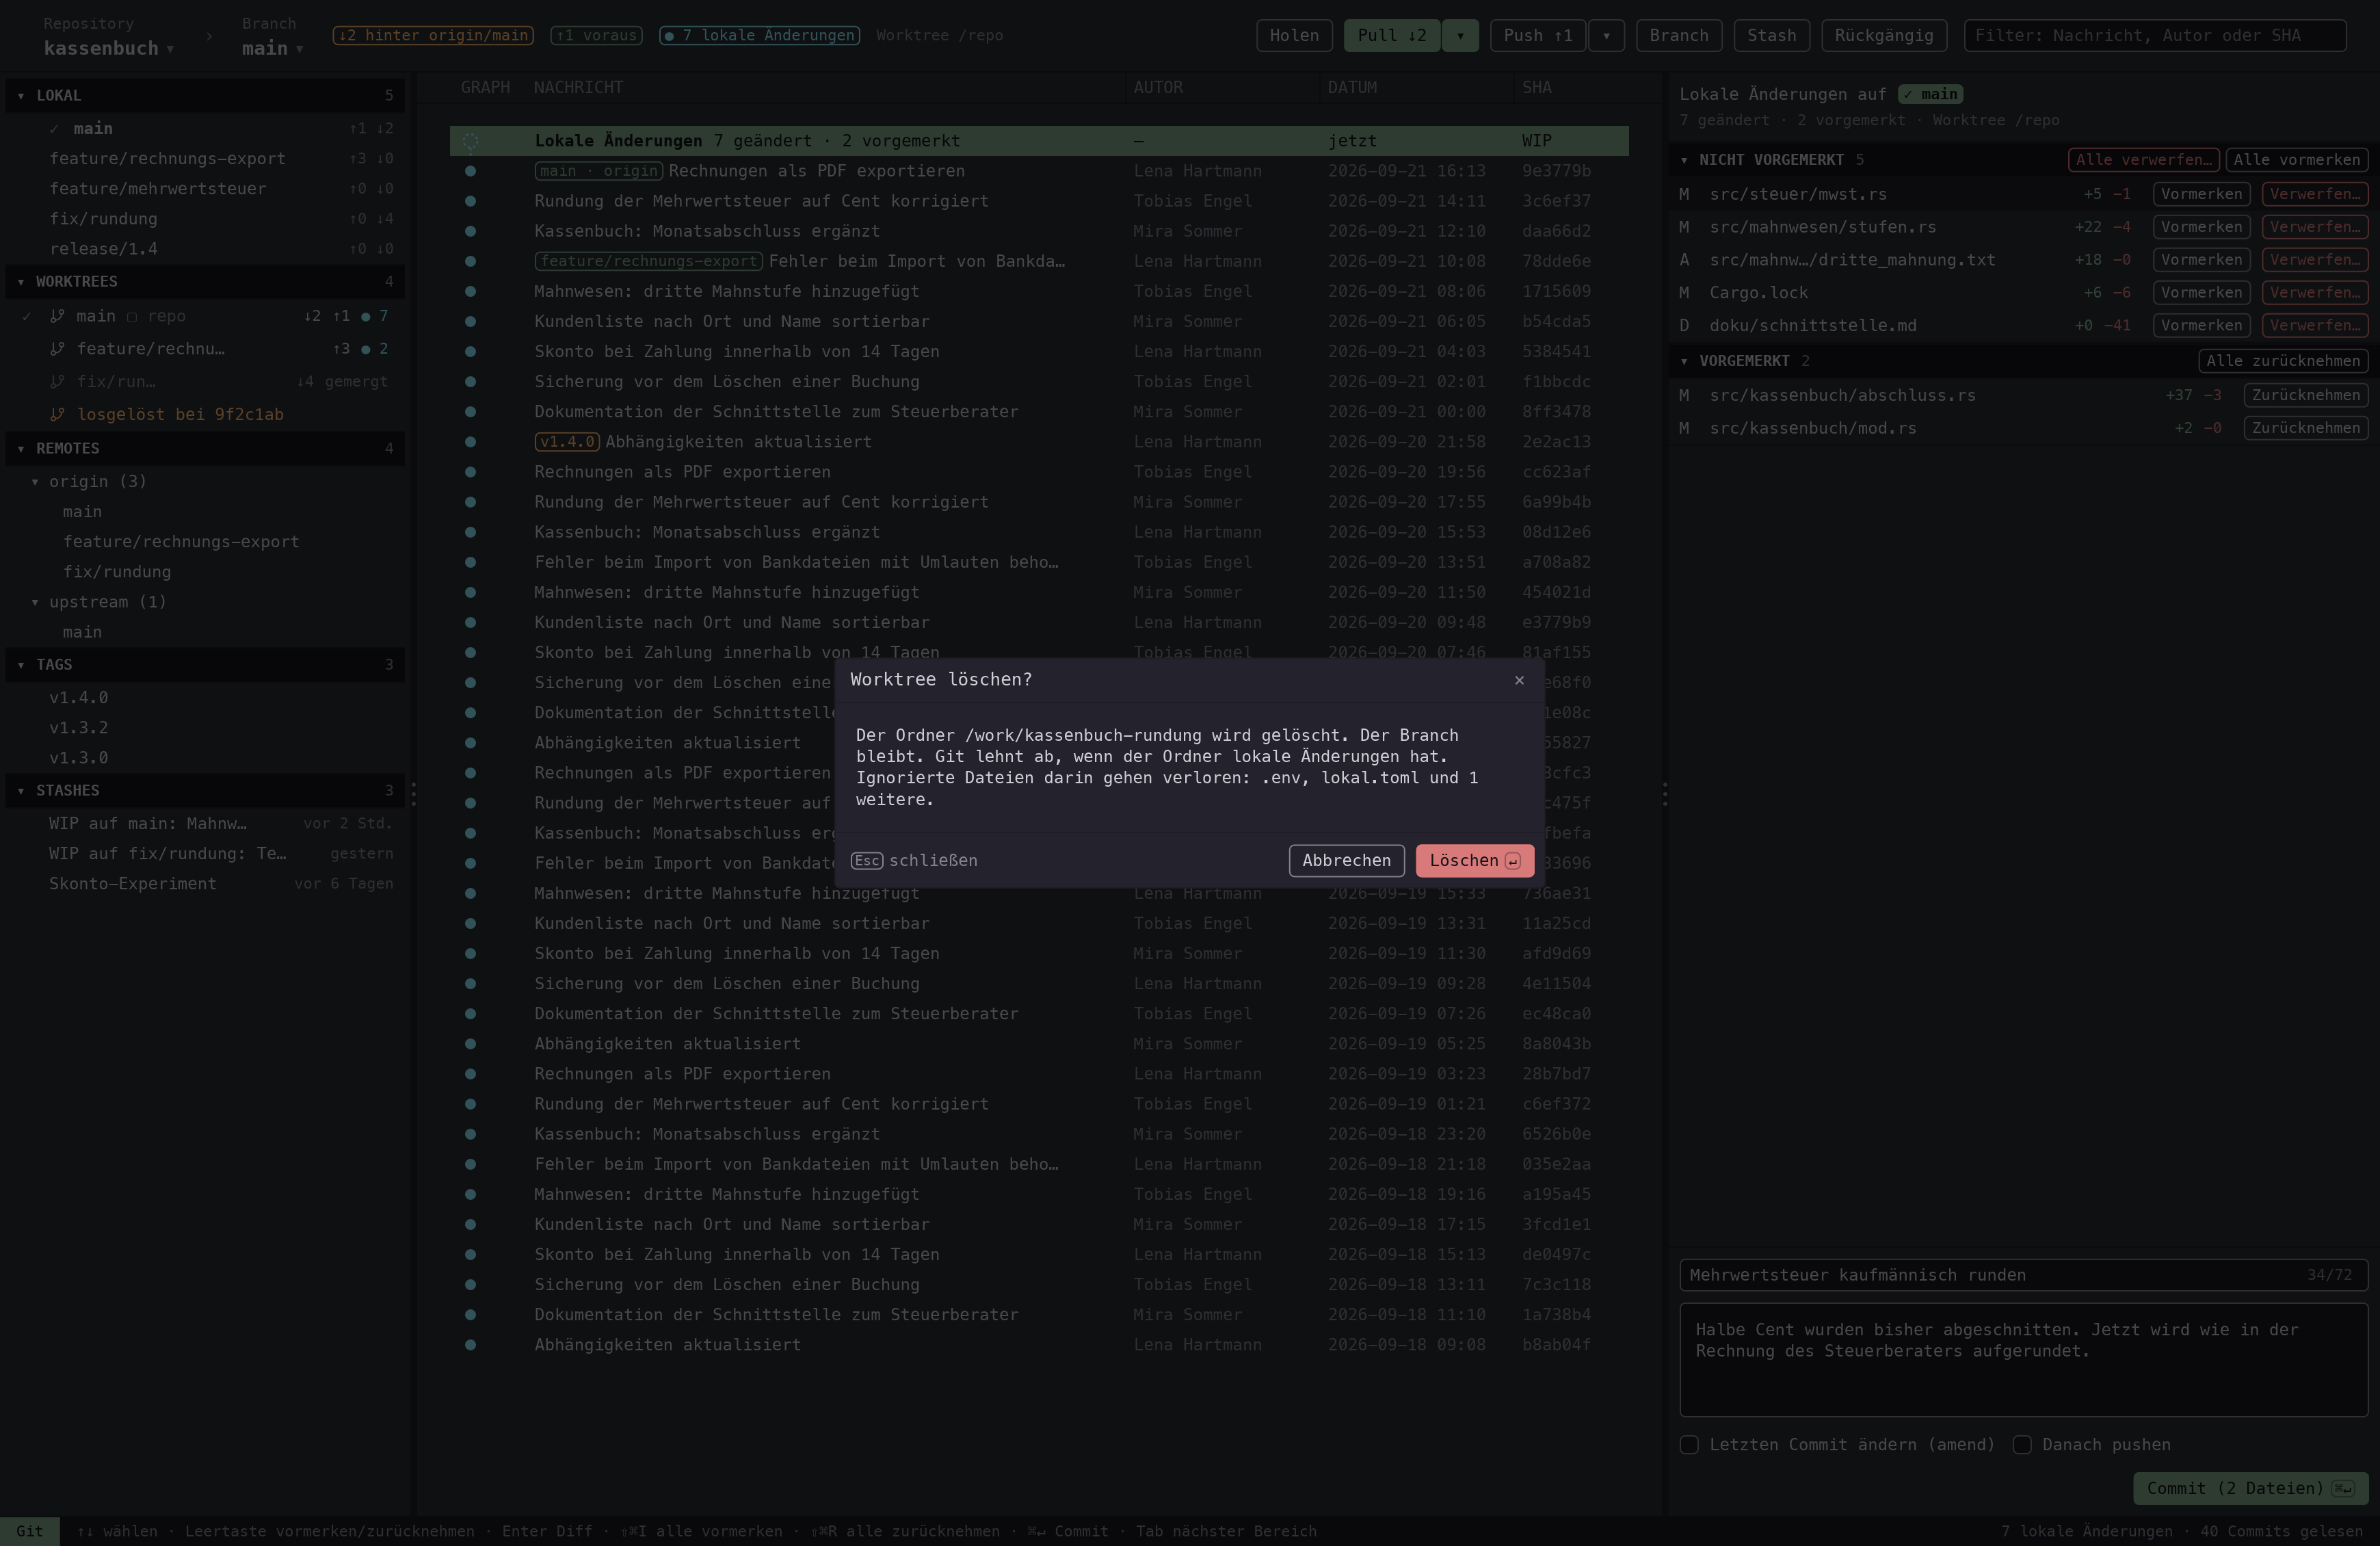 Repository
kassenbuch ▾
›
Branch
main ▾
↓2 hinter origin/main
↑1 voraus
● 7 lokale Änderungen
Worktree /repo
Holen
Pull ↓2 ▾
Push ↑1 ▾
Branch
Stash
Rückgängig
Filter: Nachricht, Autor oder SHA
▾ LOKAL 5
✓ main ↑1 ↓2
feature/rechnungs-export ↑3 ↓0
feature/mehrwertsteuer ↑0 ↓0
fix/rundung ↑0 ↓4
release/1.4 ↑0 ↓0
▾ WORKTREES 4
✓ main ▢ repo ↓2 ↑1 ● 7
feature/rechnu… ↑3 ● 2
fix/run… ↓4 gemergt
losgelöst bei 9f2c1ab
▾ REMOTES 4
▾ origin (3)
main
feature/rechnungs-export
fix/rundung
▾ upstream (1)
main
▾ TAGS 3
v1.4.0
v1.3.2
v1.3.0
▾ STASHES 3
WIP auf main: Mahnw… vor 2 Std.
WIP auf fix/rundung: Te… gestern
Skonto-Experiment vor 6 Tagen
GRAPH NACHRICHT AUTOR DATUM SHA
Lokale Änderungen 7 geändert · 2 vorgemerkt — jetzt WIP
main · origin Rechnungen als PDF exportieren Lena Hartmann 2026-09-21 16:13 9e3779b
Rundung der Mehrwertsteuer auf Cent korrigiert Tobias Engel 2026-09-21 14:11 3c6ef37
Kassenbuch: Monatsabschluss ergänzt Mira Sommer 2026-09-21 12:10 daa66d2
feature/rechnungs-export Fehler beim Import von Bankda… Lena Hartmann 2026-09-21 10:08 78dde6e
Mahnwesen: dritte Mahnstufe hinzugefügt Tobias Engel 2026-09-21 08:06 1715609
Kundenliste nach Ort und Name sortierbar Mira Sommer 2026-09-21 06:05 b54cda5
Skonto bei Zahlung innerhalb von 14 Tagen Lena Hartmann 2026-09-21 04:03 5384541
Sicherung vor dem Löschen einer Buchung Tobias Engel 2026-09-21 02:01 f1bbcdc
Dokumentation der Schnittstelle zum Steuerberater Mira Sommer 2026-09-21 00:00 8ff3478
v1.4.0 Abhängigkeiten aktualisiert Lena Hartmann 2026-09-20 21:58 2e2ac13
Rechnungen als PDF exportieren Tobias Engel 2026-09-20 19:56 cc623af
Rundung der Mehrwertsteuer auf Cent korrigiert Mira Sommer 2026-09-20 17:55 6a99b4b
Kassenbuch: Monatsabschluss ergänzt Lena Hartmann 2026-09-20 15:53 08d12e6
Fehler beim Import von Bankdateien mit Umlauten beho… Tobias Engel 2026-09-20 13:51 a708a82
Mahnwesen: dritte Mahnstufe hinzugefügt Mira Sommer 2026-09-20 11:50 454021d
Kundenliste nach Ort und Name sortierbar Lena Hartmann 2026-09-20 09:48 e3779b9
Skonto bei Zahlung innerhalb von 14 Tagen Tobias Engel 2026-09-20 07:46 81af155
Sicherung vor dem Löschen eine e68f0
Dokumentation der Schnittstelle 1e08c
Abhängigkeiten aktualisiert 55827
Rechnungen als PDF exportieren 3cfc3
Rundung der Mehrwertsteuer auf c475f
Kassenbuch: Monatsabschluss erg fbefa
Fehler beim Import von Bankdate 33696
Mahnwesen: dritte Mahnstufe hinzugefügt Lena Hartmann 2026-09-19 15:33 736ae31
Kundenliste nach Ort und Name sortierbar Tobias Engel 2026-09-19 13:31 11a25cd
Skonto bei Zahlung innerhalb von 14 Tagen Mira Sommer 2026-09-19 11:30 afd9d69
Sicherung vor dem Löschen einer Buchung Lena Hartmann 2026-09-19 09:28 4e11504
Dokumentation der Schnittstelle zum Steuerberater Tobias Engel 2026-09-19 07:26 ec48ca0
Abhängigkeiten aktualisiert Mira Sommer 2026-09-19 05:25 8a8043b
Rechnungen als PDF exportieren Lena Hartmann 2026-09-19 03:23 28b7bd7
Rundung der Mehrwertsteuer auf Cent korrigiert Tobias Engel 2026-09-19 01:21 c6ef372
Kassenbuch: Monatsabschluss ergänzt Mira Sommer 2026-09-18 23:20 6526b0e
Fehler beim Import von Bankdateien mit Umlauten beho… Lena Hartmann 2026-09-18 21:18 035e2aa
Mahnwesen: dritte Mahnstufe hinzugefügt Tobias Engel 2026-09-18 19:16 a195a45
Kundenliste nach Ort und Name sortierbar Mira Sommer 2026-09-18 17:15 3fcd1e1
Skonto bei Zahlung innerhalb von 14 Tagen Lena Hartmann 2026-09-18 15:13 de0497c
Sicherung vor dem Löschen einer Buchung Tobias Engel 2026-09-18 13:11 7c3c118
Dokumentation der Schnittstelle zum Steuerberater Mira Sommer 2026-09-18 11:10 1a738b4
Abhängigkeiten aktualisiert Lena Hartmann 2026-09-18 09:08 b8ab04f
Worktree löschen? ×
Der Ordner /work/kassenbuch-rundung wird gelöscht. Der Branch
bleibt. Git lehnt ab, wenn der Ordner lokale Änderungen hat.
Ignorierte Dateien darin gehen verloren: .env, lokal.toml und 1
weitere.
Esc schließen
Abbrechen
Löschen ↵
Lokale Änderungen auf ✓ main
7 geändert · 2 vorgemerkt · Worktree /repo
▾ NICHT VORGEMERKT 5 Alle verwerfen… Alle vormerken
M src/steuer/mwst.rs +5 −1 Vormerken Verwerfen…
M src/mahnwesen/stufen.rs +22 −4 Vormerken Verwerfen…
A src/mahnw…/dritte_mahnung.txt +18 −0 Vormerken Verwerfen…
M Cargo.lock +6 −6 Vormerken Verwerfen…
D doku/schnittstelle.md +0 −41 Vormerken Verwerfen…
▾ VORGEMERKT 2 Alle zurücknehmen
M src/kassenbuch/abschluss.rs +37 −3 Zurücknehmen
M src/kassenbuch/mod.rs +2 −0 Zurücknehmen
Mehrwertsteuer kaufmännisch runden 34/72
Halbe Cent wurden bisher abgeschnitten. Jetzt wird wie in der
Rechnung des Steuerberaters aufgerundet.
Letzten Commit ändern (amend) Danach pushen
Commit (2 Dateien) ⌘↵
Git ↑↓ wählen · Leertaste vormerken/zurücknehmen · Enter Diff · ⇧⌘I alle vormerken · ⇧⌘R alle zurücknehmen · ⌘↵ Commit · Tab nächster Bereich
7 lokale Änderungen · 40 Commits gelesen